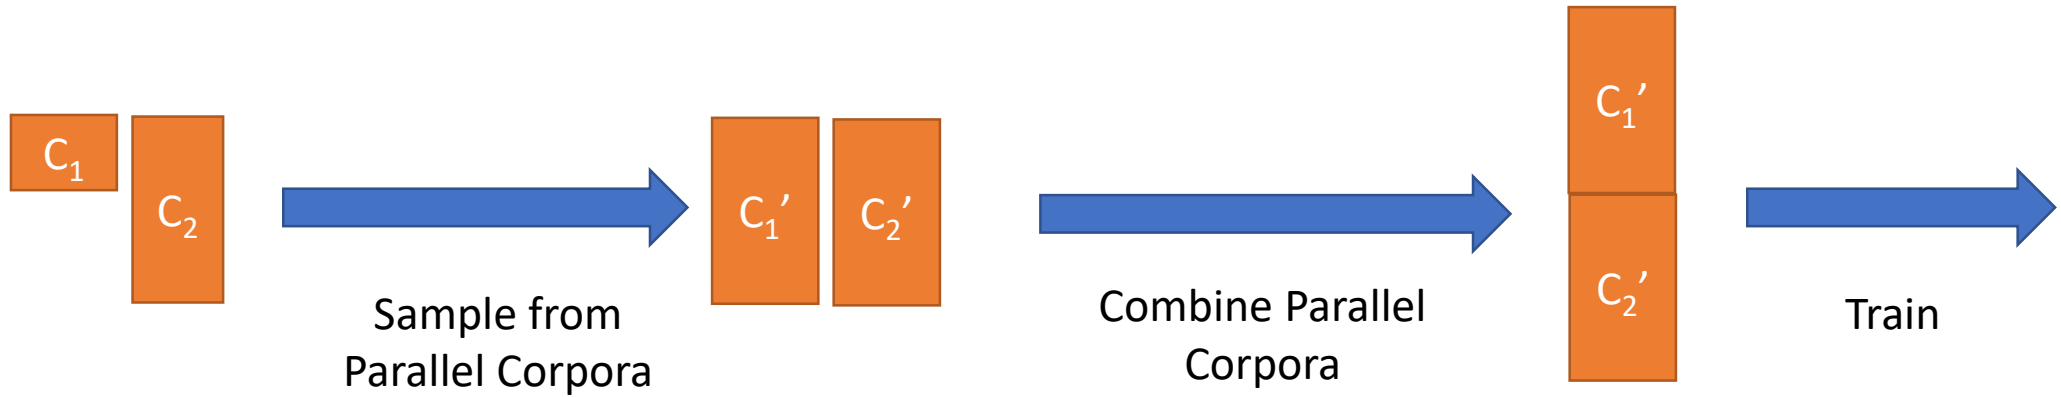 C₁
C₂
Sample from
Parallel Corpora
C₁’
C₂’
Combine Parallel
Corpora
C₁’
C₂’
Train